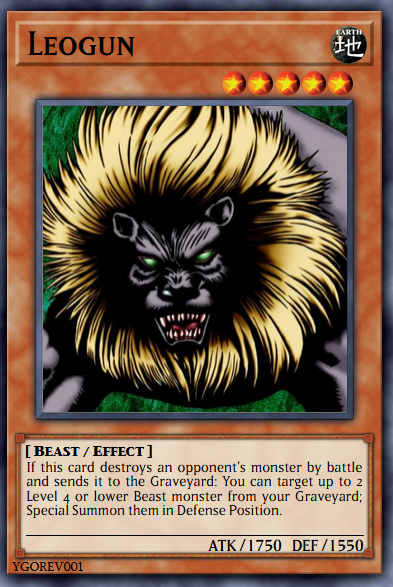 LEOGUN
EARTH
地
[ BEAST / EFFECT ]
If this card destroys an opponent's monster by battle
and sends it to the Graveyard: You can target up to 2
Level 4 or lower Beast monster from your Graveyard;
Special Summon them in Defense Position.
ATK/1750 DEF/1550
YGOREV001